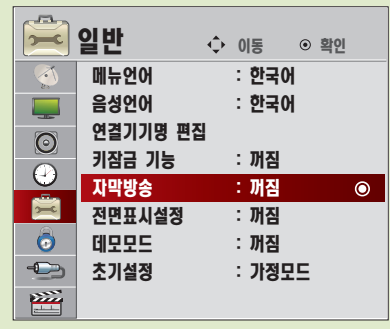 일반 이동 확인
메뉴언어 : 한국어
음성언어 : 한국어
연결기기명 편집
키잠금 기능 : 꺼짐
자막방송 : 꺼짐
전면표시설정 : 꺼짐
데모모드 : 꺼짐
초기설정 : 가정모드